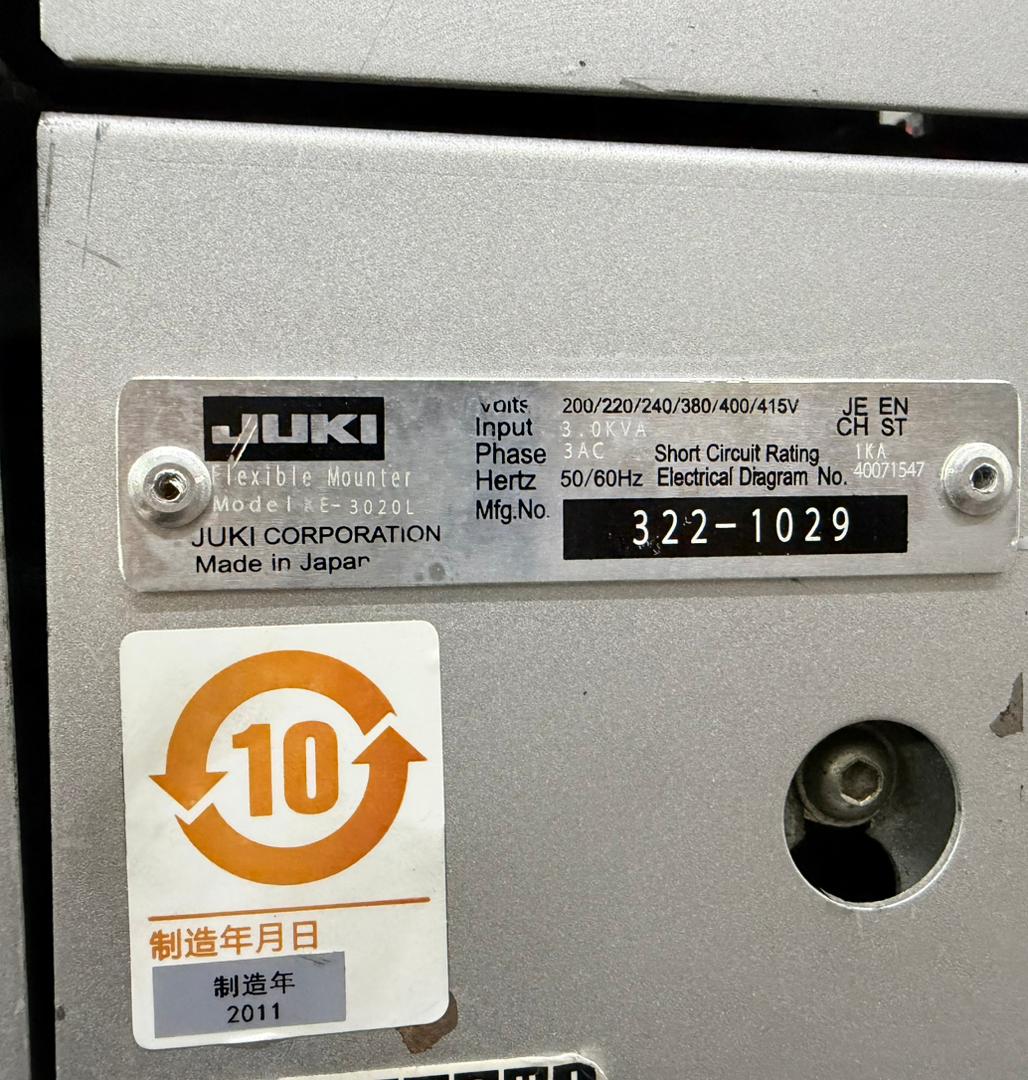 JUKI
Flexible Mounter
Model KE-3020L
JUKI CORPORATION
Made in Japan
Volts 200/220/240/380/400/415V
Input 3.0KVA
Phase 3AC
Hertz 50/60Hz
JE EN
CH ST
Short Circuit Rating 1KA
Electrical Diagram No. 40071547
Mfg.No. 322-1029
10
制造年月日
制造年
2011